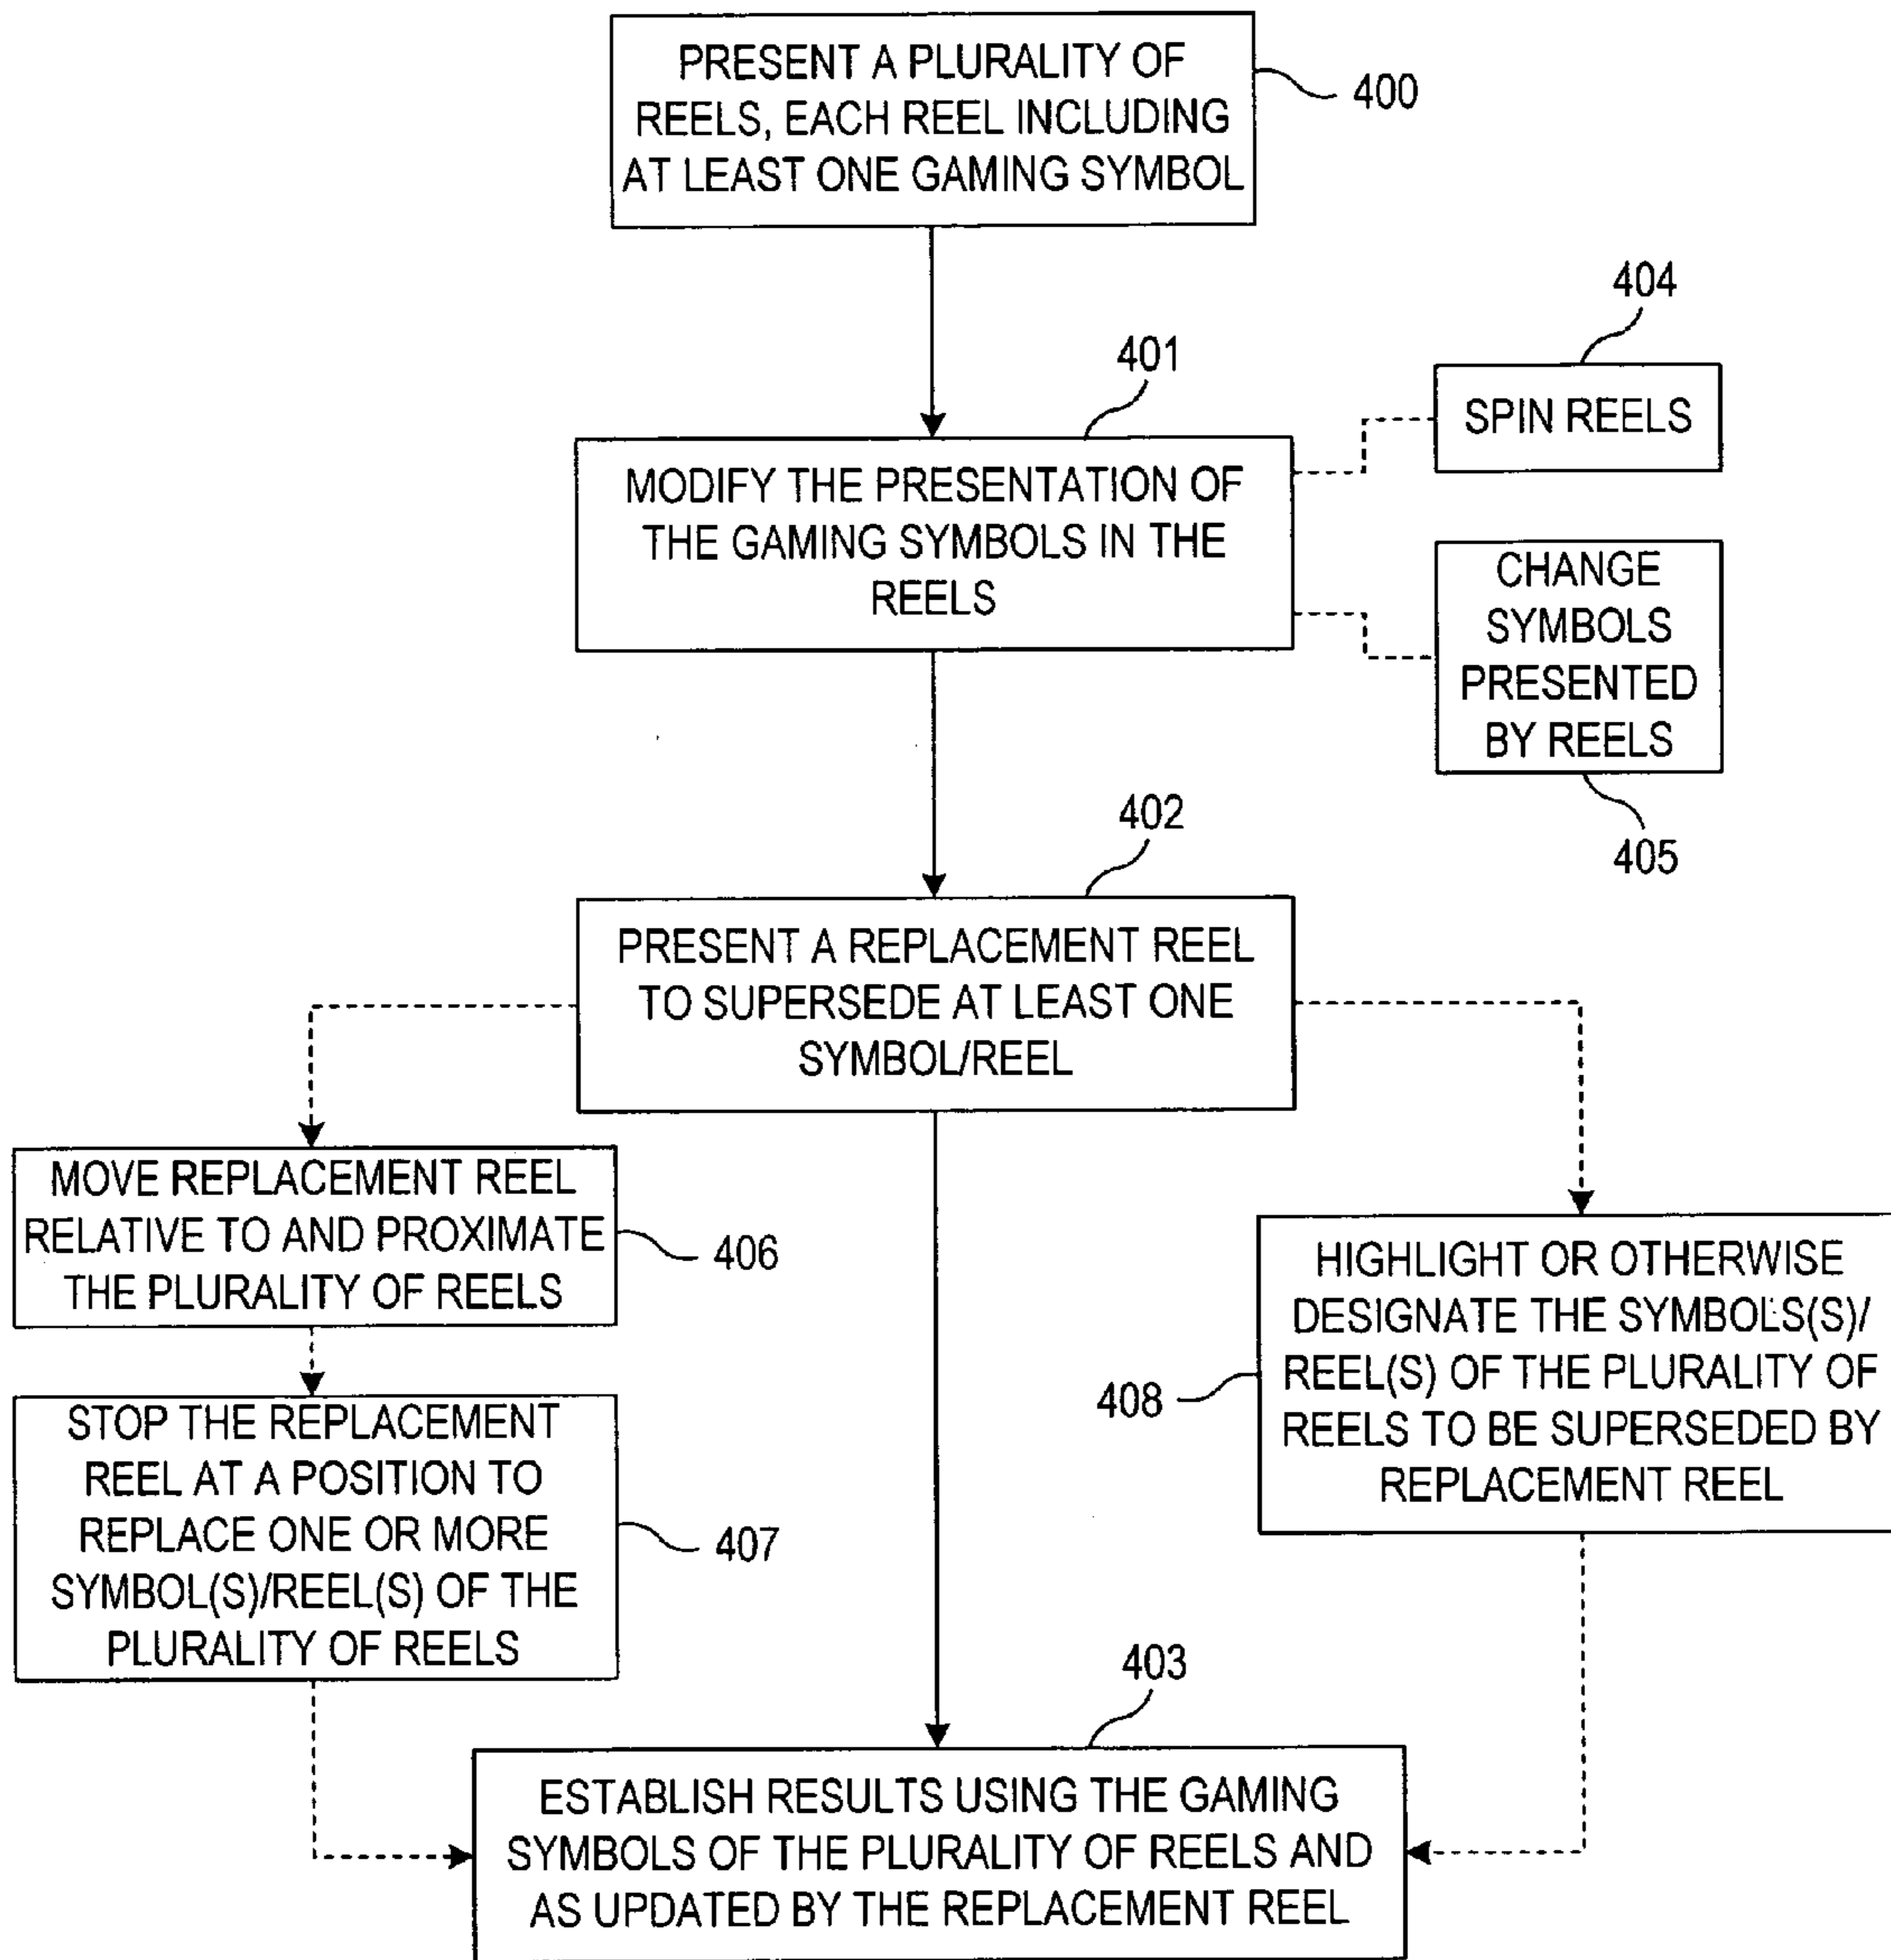 PRESENT A PLURALITY OF
REELS, EACH REEL INCLUDING
AT LEAST ONE GAMING SYMBOL
400
404
401
SPIN REELS
MODIFY THE PRESENTATION OF
THE GAMING SYMBOLS IN THE
REELS
CHANGE
SYMBOLS
PRESENTED
BY REELS
405
402
PRESENT A REPLACEMENT REEL
TO SUPERSEDE AT LEAST ONE
SYMBOL/REEL
MOVE REPLACEMENT REEL
RELATIVE TO AND PROXIMATE
THE PLURALITY OF REELS
406
HIGHLIGHT OR OTHERWISE
DESIGNATE THE SYMBOLS(S)/
REEL(S) OF THE PLURALITY OF
REELS TO BE SUPERSEDED BY
REPLACEMENT REEL
408
STOP THE REPLACEMENT
REEL AT A POSITION TO
REPLACE ONE OR MORE
SYMBOL(S)/REEL(S) OF THE
PLURALITY OF REELS
407
403
ESTABLISH RESULTS USING THE GAMING
SYMBOLS OF THE PLURALITY OF REELS AND
AS UPDATED BY THE REPLACEMENT REEL